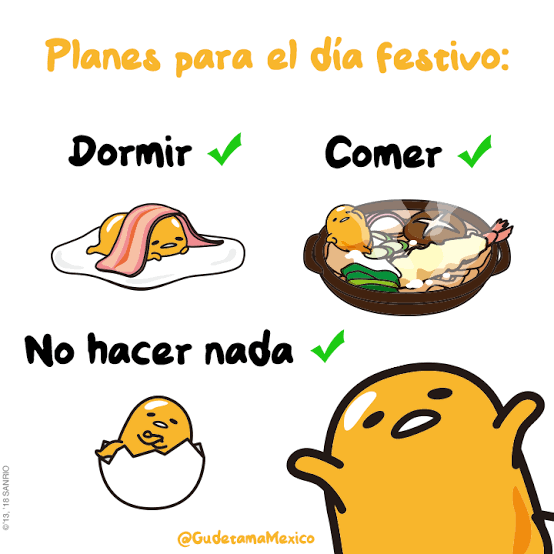 Planes para el día festivo:
Dormir
Comer
No hacer nada
©'13, '18 SANRIO
@GudetamaMexico